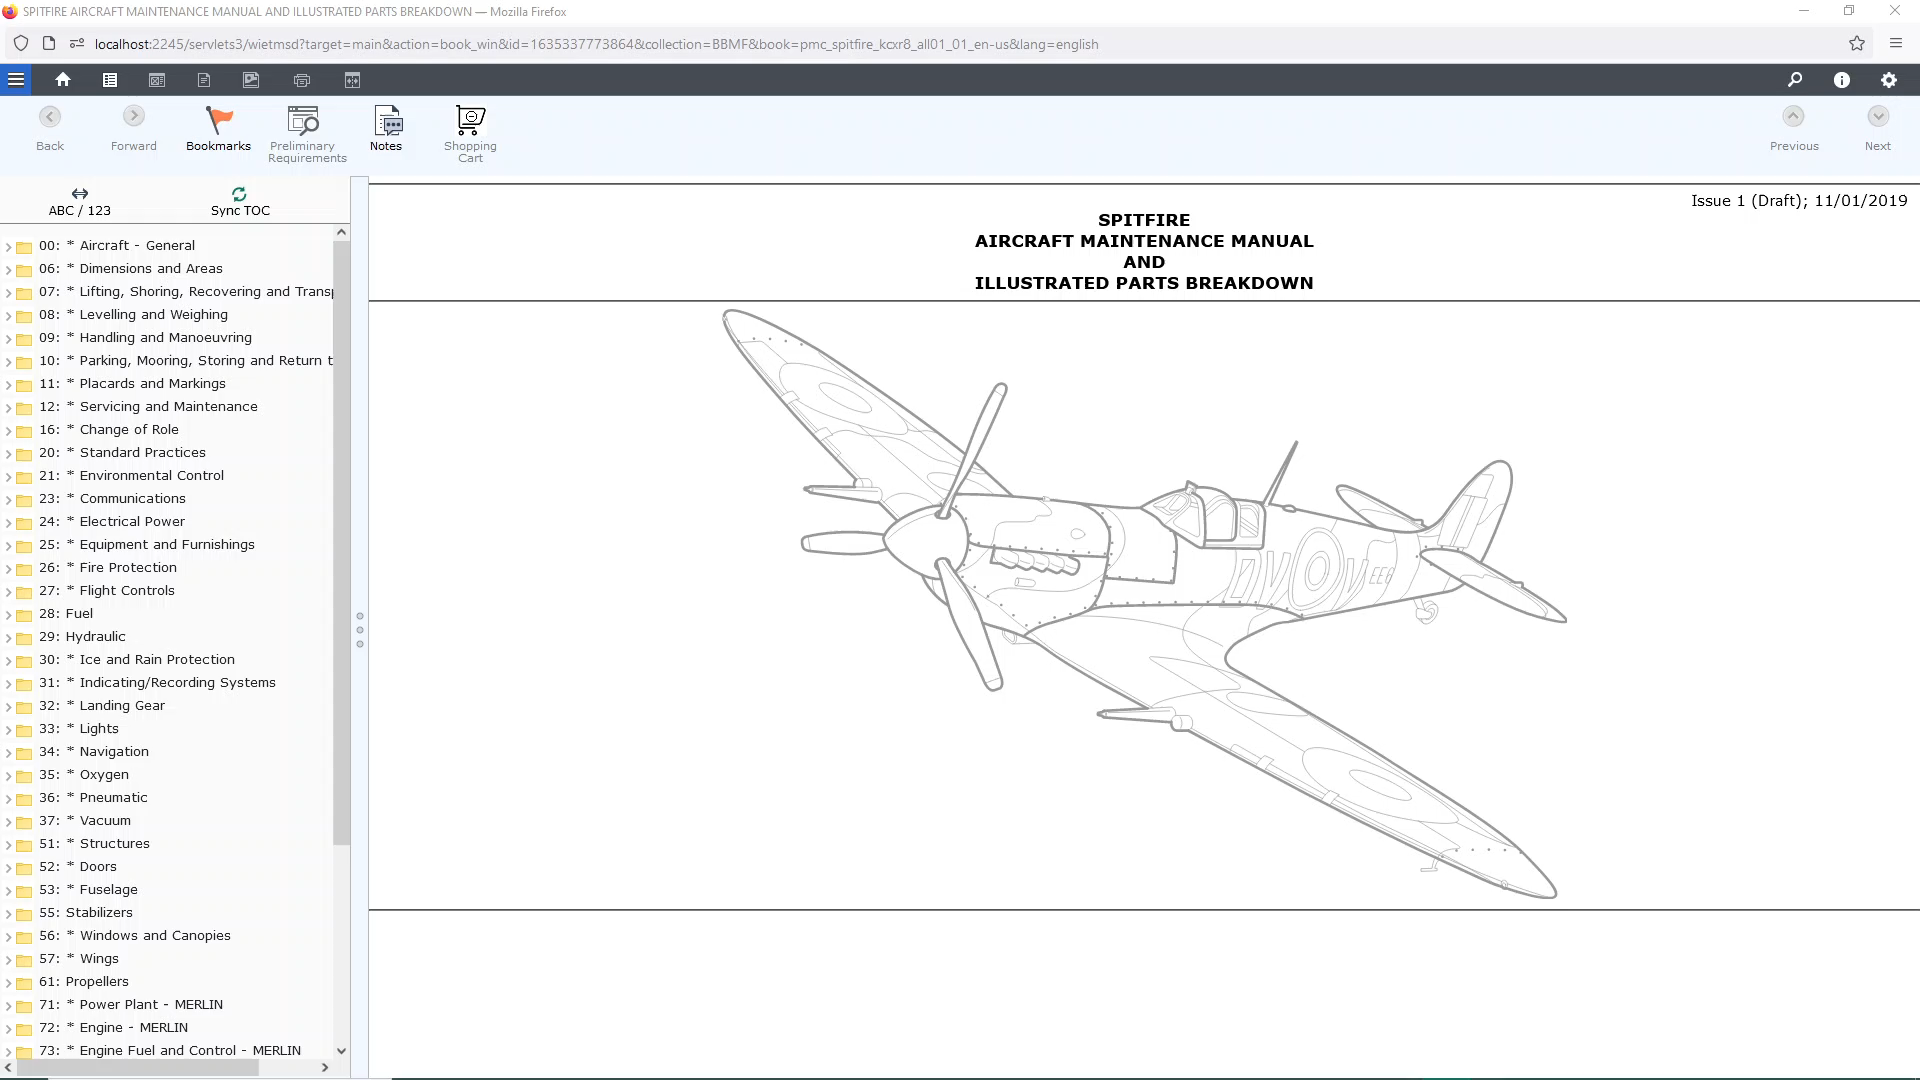 SPITFIRE AIRCRAFT MAINTENANCE MANUAL AND ILLUSTRATED PARTS BREAKDOWN — Mozilla Firefox
localhost:2245/servlets3/wietmsd?target=main&action=book_win&id=1635337773864&collection=BBMF&book=pmc_spitfire_kcxr8_all01_01_en-us&lang=english
Back
Forward
Bookmarks
Preliminary
Requirements
Notes
Shopping
Cart
Previous
Next
ABC / 123
Sync TOC
00: * Aircraft - General
06: * Dimensions and Areas
07: * Lifting, Shoring, Recovering and Transp
08: * Levelling and Weighing
09: * Handling and Manoeuvring
10: * Parking, Mooring, Storing and Return t
11: * Placards and Markings
12: * Servicing and Maintenance
16: * Change of Role
20: * Standard Practices
21: * Environmental Control
23: * Communications
24: * Electrical Power
25: * Equipment and Furnishings
26: * Fire Protection
27: * Flight Controls
28: Fuel
29: Hydraulic
30: * Ice and Rain Protection
31: * Indicating/Recording Systems
32: * Landing Gear
33: * Lights
34: * Navigation
35: * Oxygen
36: * Pneumatic
37: * Vacuum
51: * Structures
52: * Doors
53: * Fuselage
55: Stabilizers
56: * Windows and Canopies
57: * Wings
61: Propellers
71: * Power Plant - MERLIN
72: * Engine - MERLIN
73: * Engine Fuel and Control - MERLIN
Issue 1 (Draft); 11/01/2019
SPITFIRE
AIRCRAFT MAINTENANCE MANUAL
AND
ILLUSTRATED PARTS BREAKDOWN